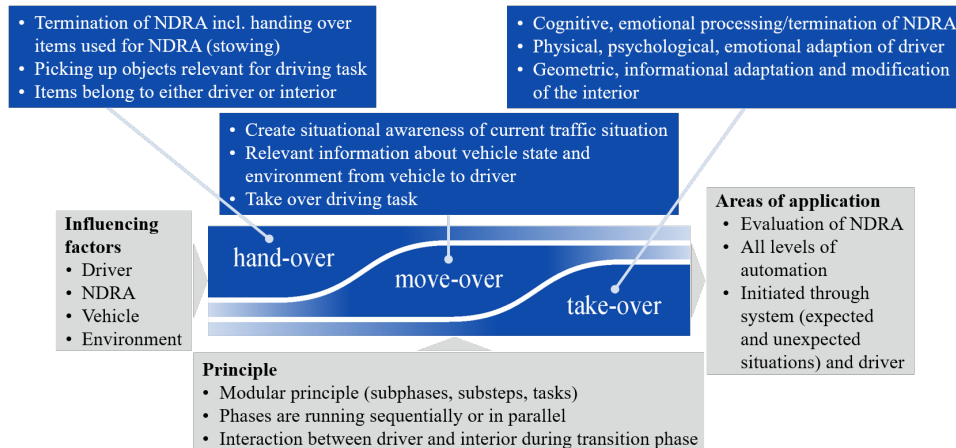 • Termination of NDRA incl. handing over
items used for NDRA (stowing)
• Picking up objects relevant for driving task
• Items belong to either driver or interior
• Cognitive, emotional processing/termination of NDRA
• Physical, psychological, emotional adaption of driver
• Geometric, informational adaptation and modification
of the interior
• Create situational awareness of current traffic situation
• Relevant information about vehicle state and
environment from vehicle to driver
• Take over driving task
Influencing
factors
• Driver
• NDRA
• Vehicle
• Environment
hand-over
move-over
take-over
Areas of application
• Evaluation of NDRA
• All levels of
automation
• Initiated through
system (expected
and unexpected
situations) and driver
Principle
• Modular principle (subphases, substeps, tasks)
• Phases are running sequentially or in parallel
• Interaction between driver and interior during transition phase